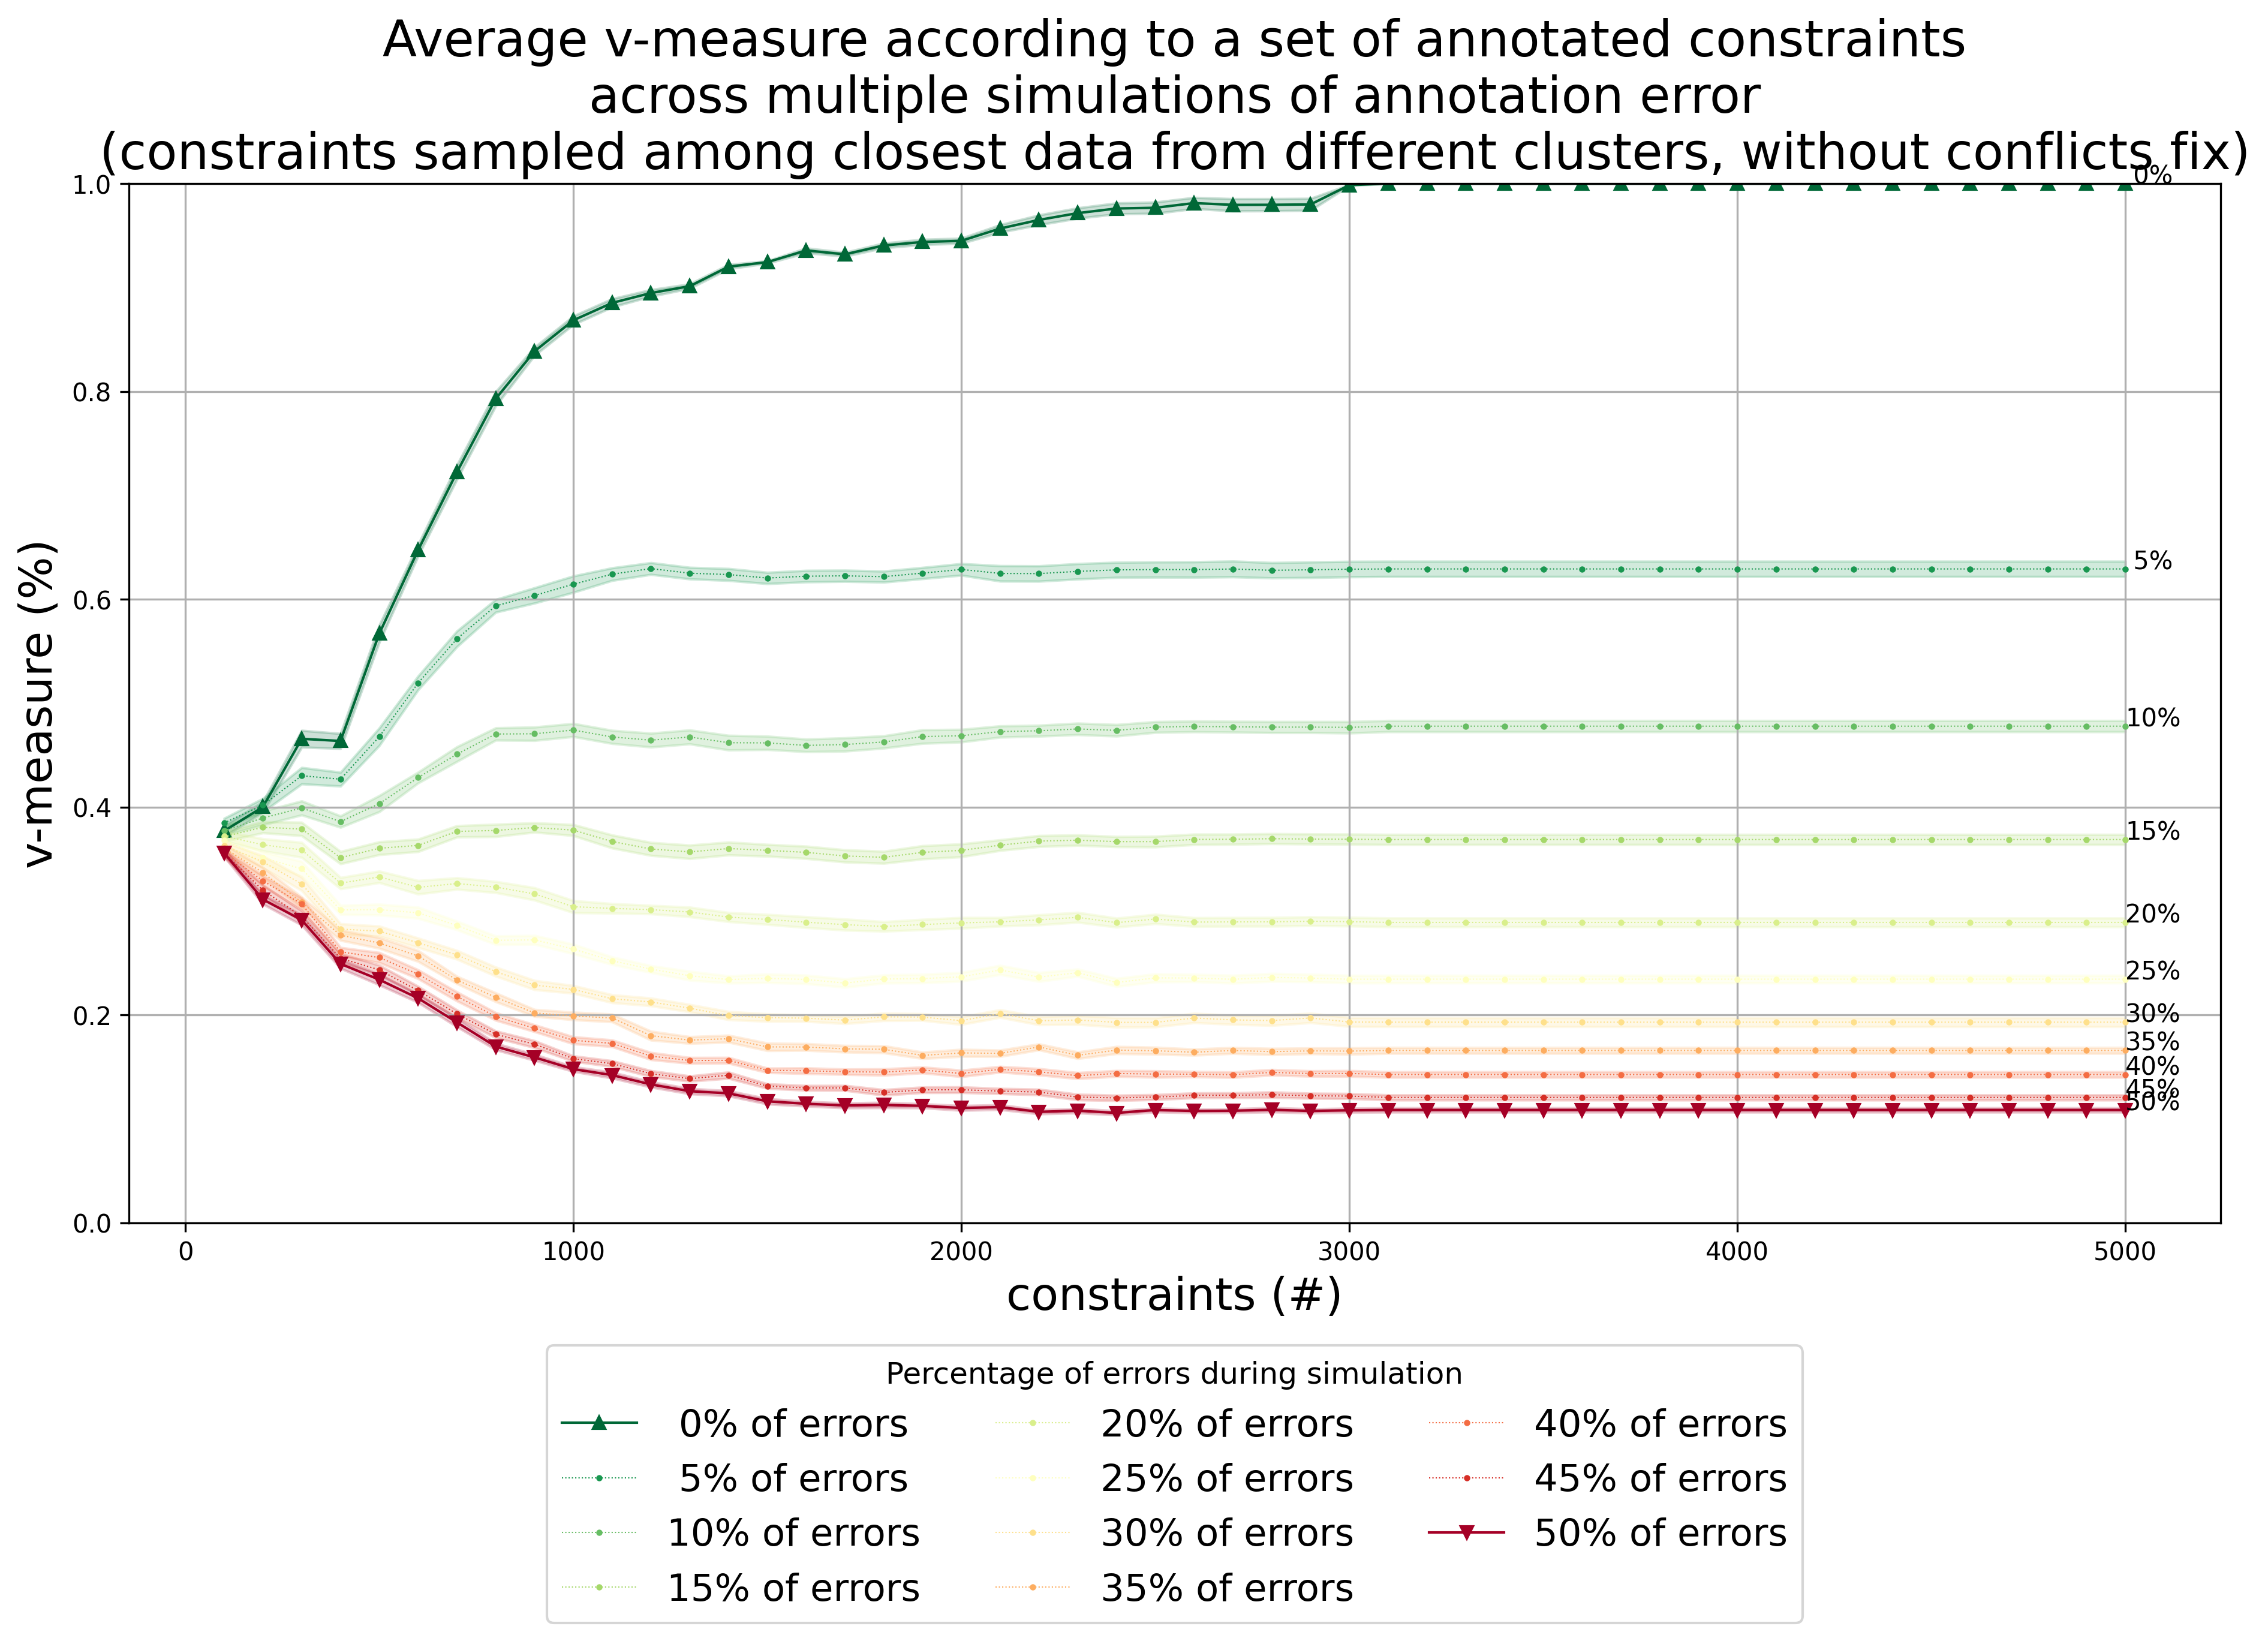 Average v-measure according to a set of annotated constraints
across multiple simulations of annotation error
(constraints sampled among closest data from different clusters, without conflicts fix)
1.0
0.8
0.6
0.4
0.2
0.0
v-measure (%)
0%
5%
10%
15%
20%
25%
30%
35%
40%
45%
50%
0 1000 2000 3000 4000 5000
constraints (#)
Percentage of errors during simulation
0% of errors
5% of errors
10% of errors
15% of errors
20% of errors
25% of errors
30% of errors
35% of errors
40% of errors
45% of errors
50% of errors